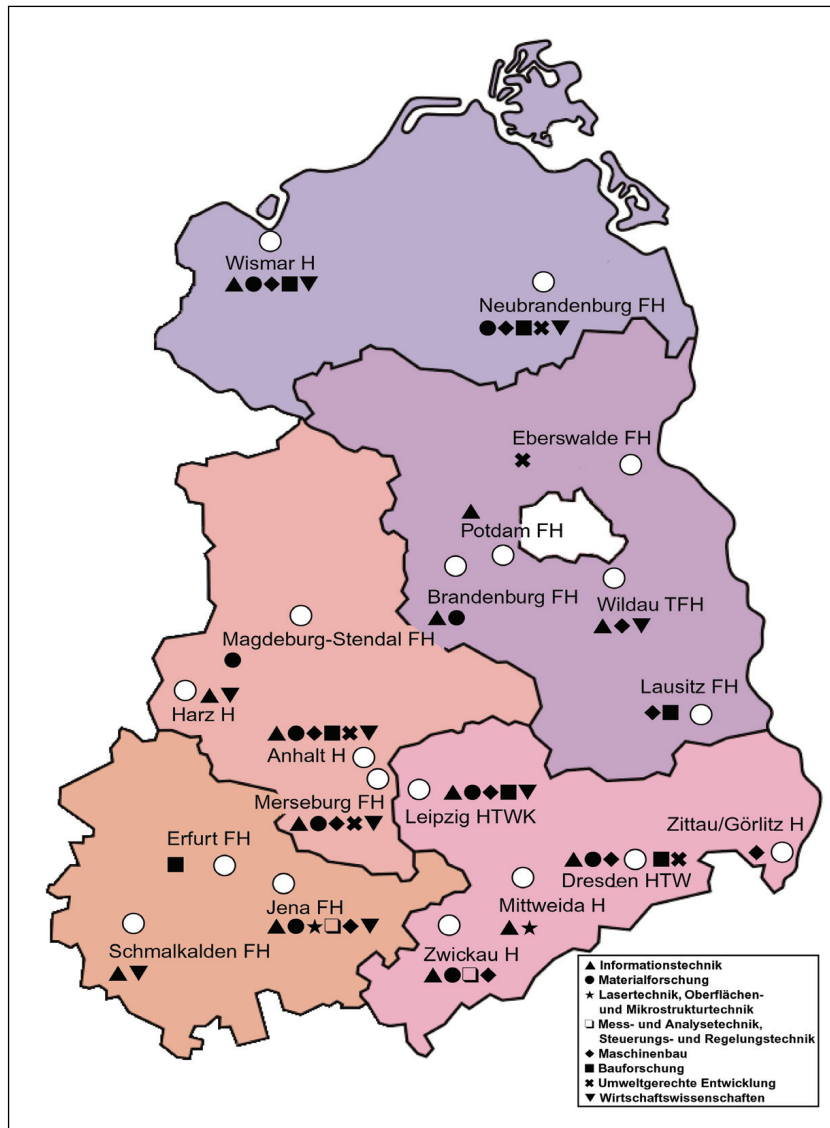 Wismar H
Neubrandenburg FH
Eberswalde FH
Potdam FH
Brandenburg FH
Wildau TFH
Magdeburg-Stendal FH
Lausitz FH
Harz H
Anhalt H
Merseburg FH
Leipzig HTWK
Zittau/Görlitz H
Erfurt FH
Dresden HTW
Jena FH
Mittweida H
Schmalkalden FH
Zwickau H
Informationstechnik
Materialforschung
Lasertechnik, Oberflächen-
und Mikrostrukturtechnik
Mess- und Analysetechnik,
Steuerungs- und Regelungstechnik
Maschinenbau
Bauforschung
Umweltgerechte Entwicklung
Wirtschaftswissenschaften